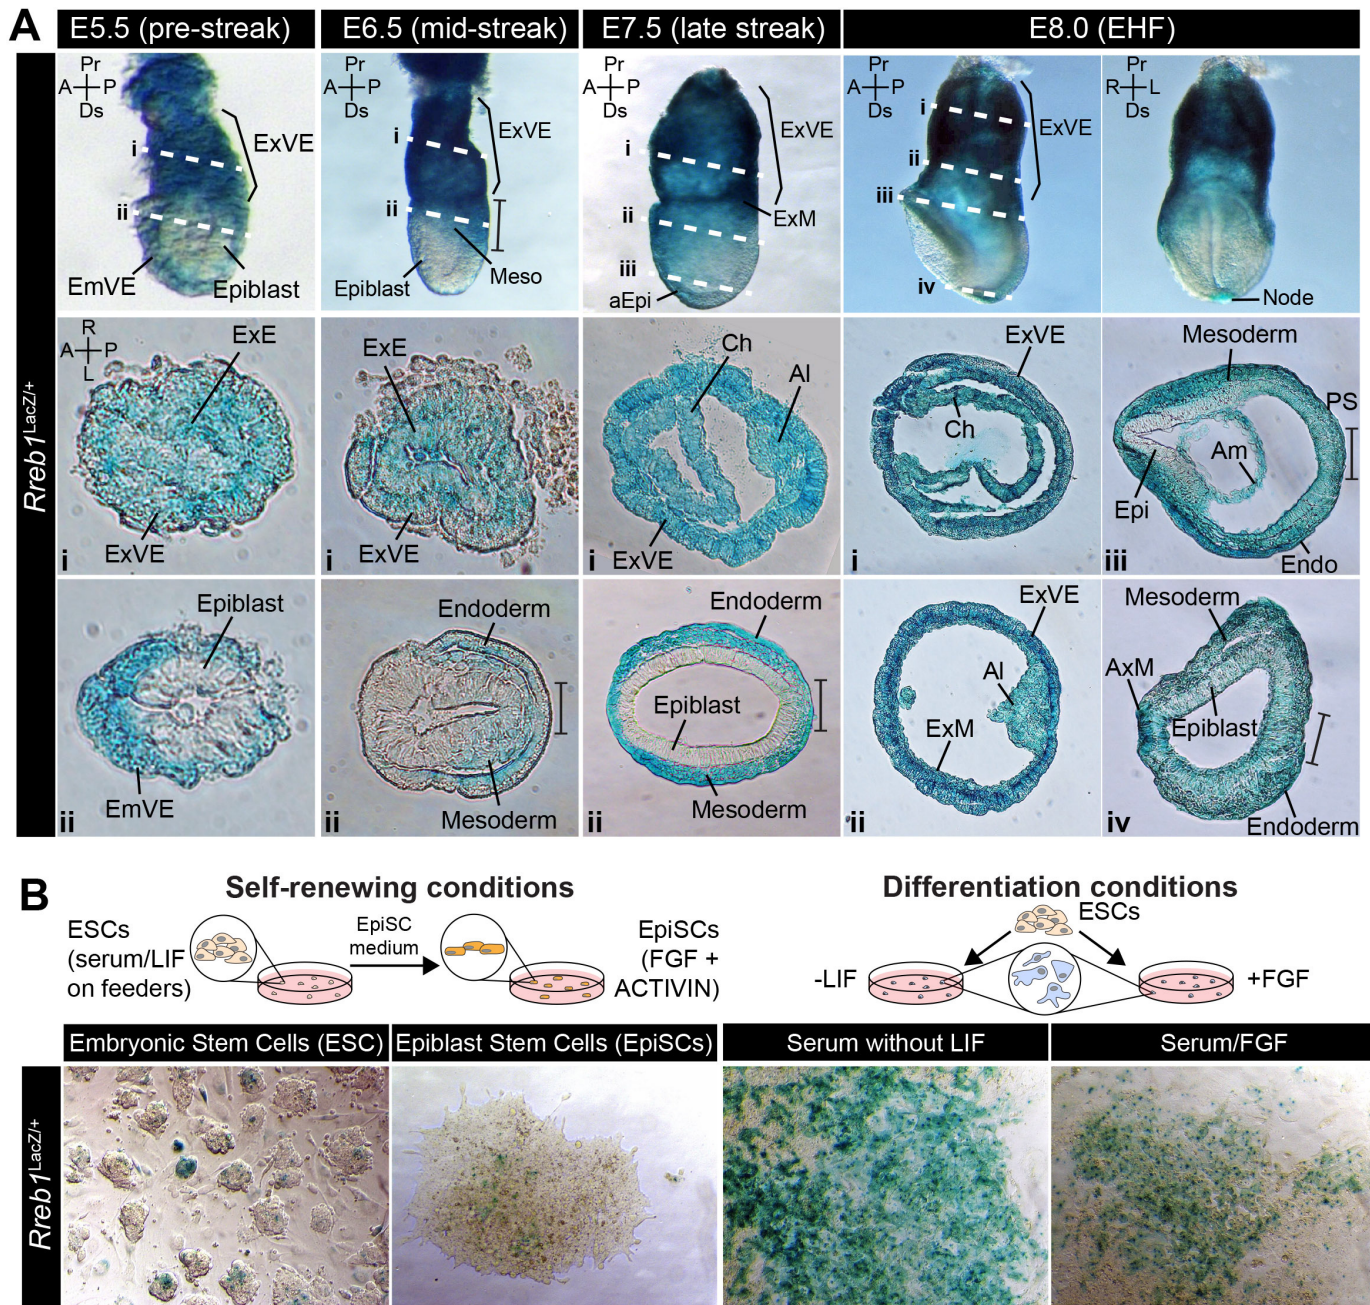 A
E5.5 (pre-streak)
E6.5 (mid-streak)
E7.5 (late streak)
E8.0 (EHF)
Rreb1LacZ/+
Pr
A P
Ds
ExVE
i
ii
EmVE
Epiblast
Pr
A P
Ds
ExVE
i
ii
Epiblast
Meso
Pr
A P
Ds
ExVE
i
ExM
ii
iii
aEpi
Pr
A P
Ds
i
ExVE
ii
iii
iv
Pr
R L
Ds
Node
R
A P
L
ExE
ExVE
i
ExE
ExVE
i
Ch
Al
ExVE
i
ExVE
Ch
i
Mesoderm
PS
Am
Epi
Endo
iii
Epiblast
EmVE
ii
Endoderm
Mesoderm
ii
Endoderm
Epiblast
Mesoderm
ii
ExVE
Al
ExM
ii
Mesoderm
AxM
Epiblast
Endoderm
iv
B
Self-renewing conditions
ESCs
(serum/LIF
on feeders)
EpiSC
medium
EpiSCs
(FGF +
ACTIVIN)
Differentiation conditions
ESCs
-LIF
+FGF
Embryonic Stem Cells (ESC)
Epiblast Stem Cells (EpiSCs)
Serum without LIF
Serum/FGF
Rreb1LacZ/+